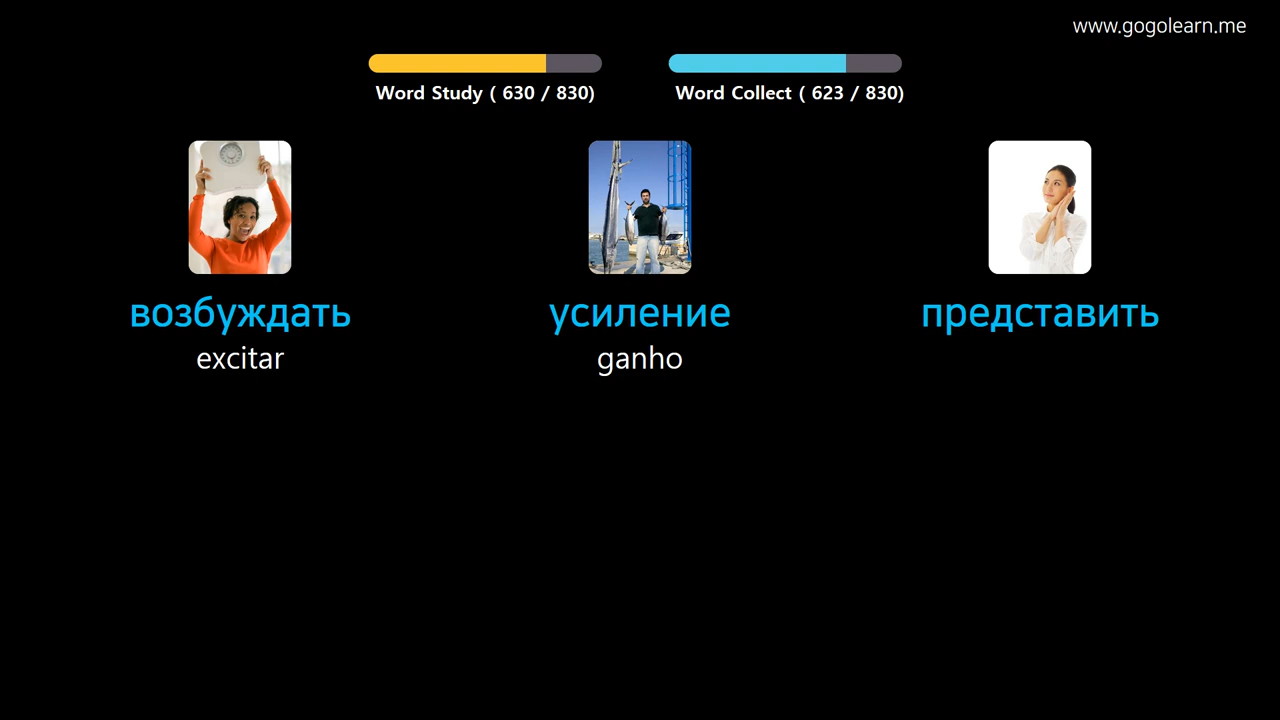 www.gogolearn.me
Word Study ( 630 / 830)
Word Collect ( 623 / 830)
возбуждать
excitar
усиление
ganho
представить